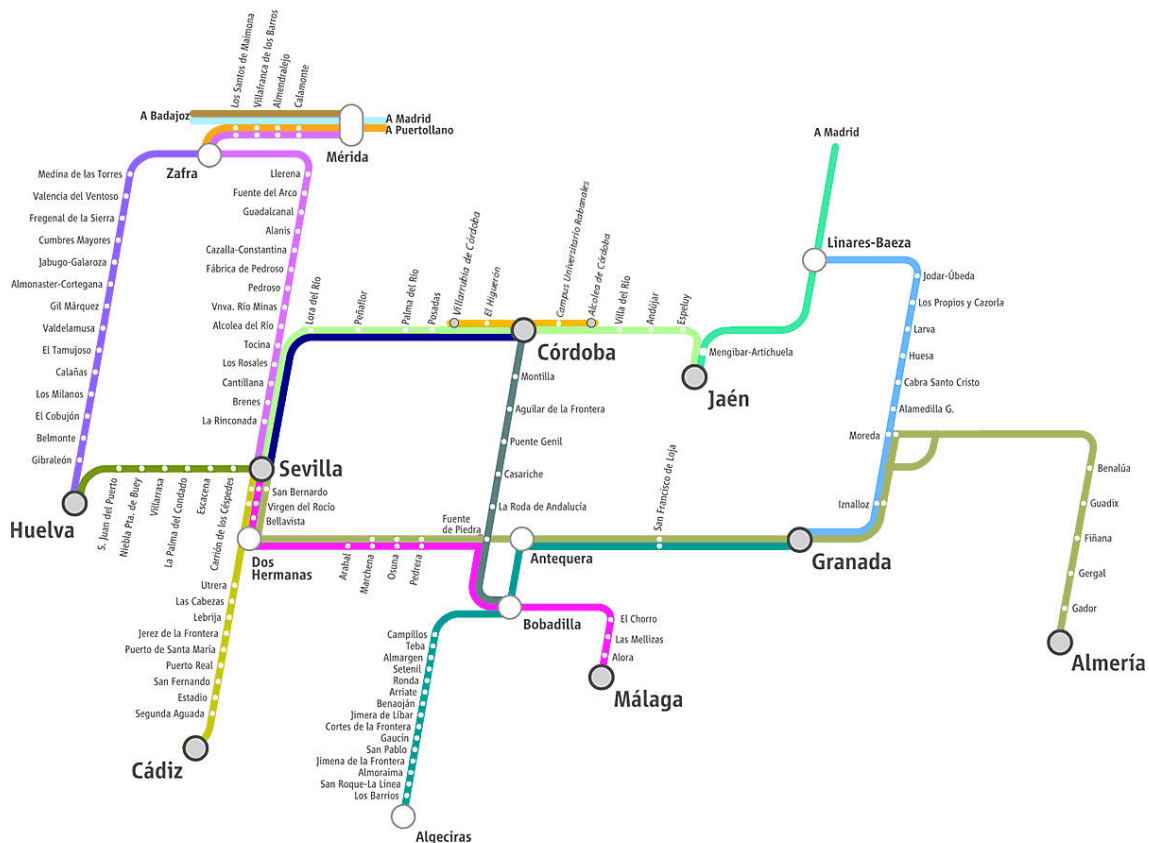 Los Santos de Maimona
Villafranca de los Barros
Almendralejo
Calamonte
A Badajoz
A Madrid
A Puertollano
Mérida
Zafra
A Madrid
Linares-Baeza
Medina de las Torres
Valencia del Ventoso
Fregenal de la Sierra
Cumbres Mayores
Jabugo-Galaroza
Almonaster-Cortegana
Gil Márquez
Valdelamusa
El Tamujoso
Calañas
Los Milanos
El Cobujón
Belmonte
Gibraleón
Huelva
Llerena
Fuente del Arco
Guadalcanal
Alanis
Cazalla-Constantina
Fábrica de Pedroso
Pedroso
Vnva. Río Minas
Alcolea del Río
Tocina
Los Rosales
Cantillana
Brenes
La Rinconada
Sevilla
Lora del Río
Peñaflor
Palma del Río
Posadas
Villarrubia de Córdoba
El Higuerón
Campus Universitario Rabanales
Alcolea de Córdoba
Villa del Río
Andújar
Espeluy
Córdoba
Mengibar-Artichuela
Jaén
Jodar-Úbeda
Los Propios y Cazorla
Larva
Huesa
Cabra Santo Cristo
Alamedilla G.
Moreda
Iznalloz
Granada
Benalúa
Guadix
Fiñana
Gergal
Gador
Almería
Montilla
Aguilar de la Frontera
Puente Genil
Casariche
La Roda de Andalucía
Fuente
de Piedra
San Francisco de Loja
Antequera
Bobadilla
El Chorro
Las Mellizas
Alora
Málaga
S. Juan del Puerto
Niebla Pta. de Buey
Villarrasa
La Palma del Condado
Escacena
Carrión de los Céspedes
San Bernardo
Virgen del Rocío
Bellavista
Dos
Hermanas
Arahal
Marchena
Osuna
Pedrera
Utrera
Las Cabezas
Lebrija
Jerez de la Frontera
Puerto de Santa María
Puerto Real
San Fernando
Estadio
Segunda Aguada
Cádiz
Campillos
Teba
Almargen
Setenil
Ronda
Arriate
Benaoján
Jimera de Líbar
Cortes de la Frontera
Gaucín
San Pablo
Jimena de la Frontera
Almoraima
San Roque-La Línea
Los Barrios
Algeciras